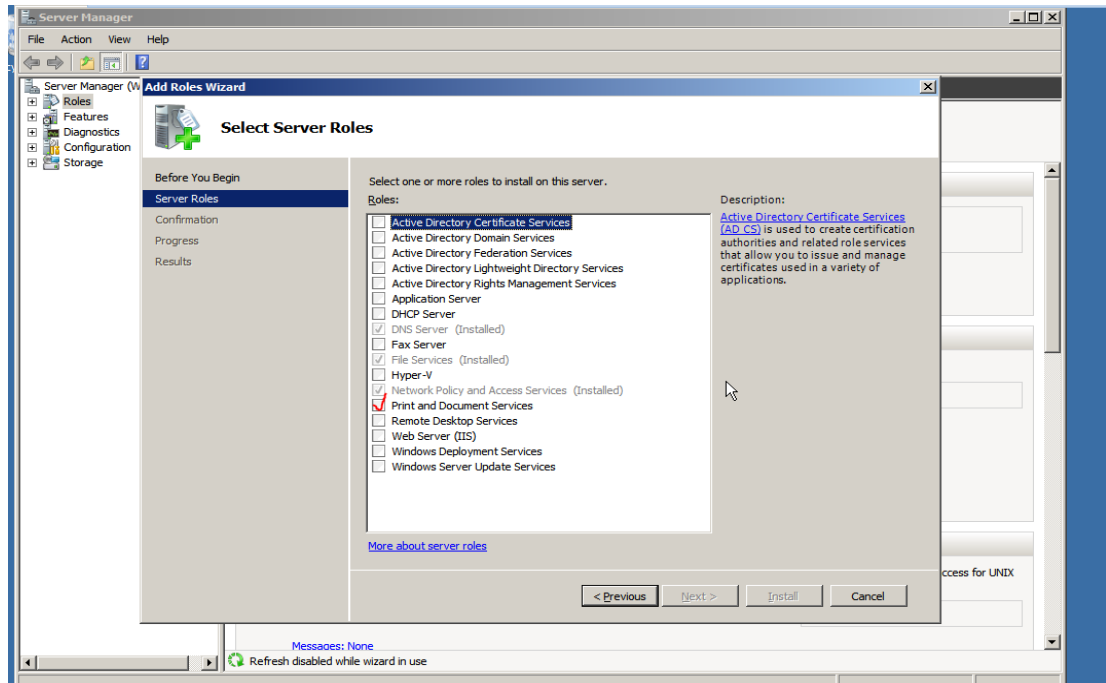 Server Manager
File Action View Help
Server Manager (W
Roles
Features
Diagnostics
Configuration
Storage
Add Roles Wizard
Select Server Roles
Before You Begin
Server Roles
Confirmation
Progress
Results
Select one or more roles to install on this server.
Roles:
Active Directory Certificate Services
Active Directory Domain Services
Active Directory Federation Services
Active Directory Lightweight Directory Services
Active Directory Rights Management Services
Application Server
DHCP Server
DNS Server (Installed)
Fax Server
File Services (Installed)
Hyper-V
Network Policy and Access Services (Installed)
Print and Document Services
Remote Desktop Services
Web Server (IIS)
Windows Deployment Services
Windows Server Update Services
More about server roles
Description:
Active Directory Certificate Services
(AD CS) is used to create certification
authorities and related role services
that allow you to issue and manage
certificates used in a variety of
applications.
< Previous
Next >
Install
Cancel
ccess for UNIX
Messages: None
Refresh disabled while wizard in use